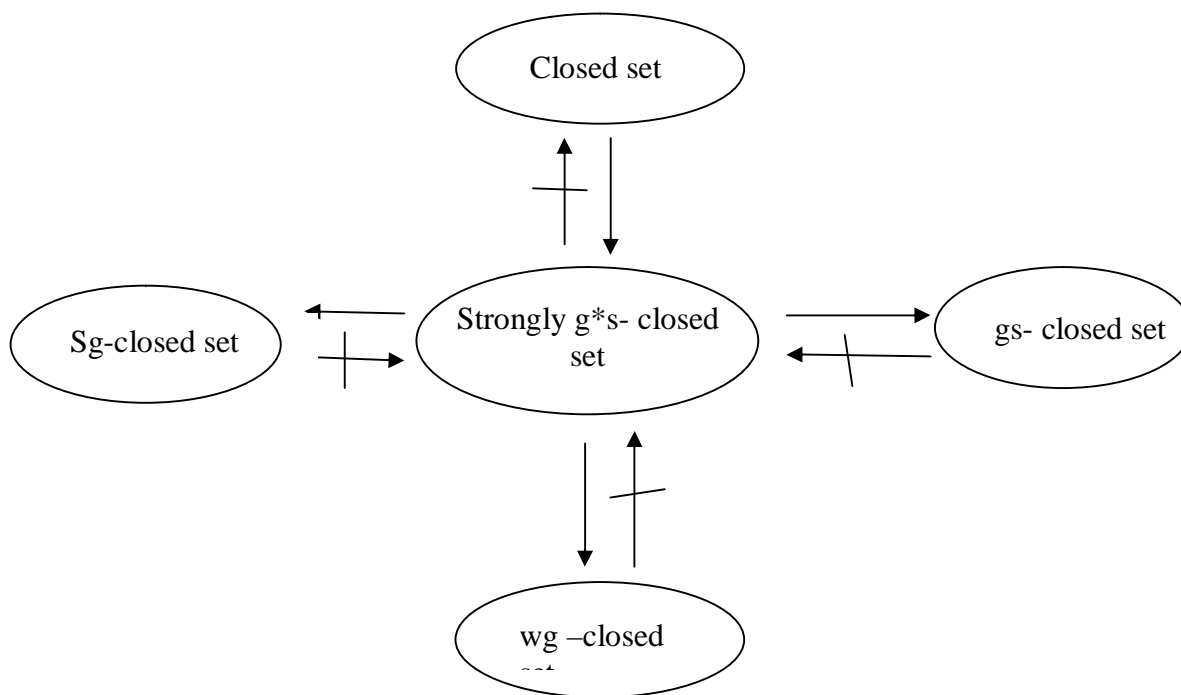 Closed set
Strongly g*s- closed
set
Sg-closed set
gs- closed set
wg –closed